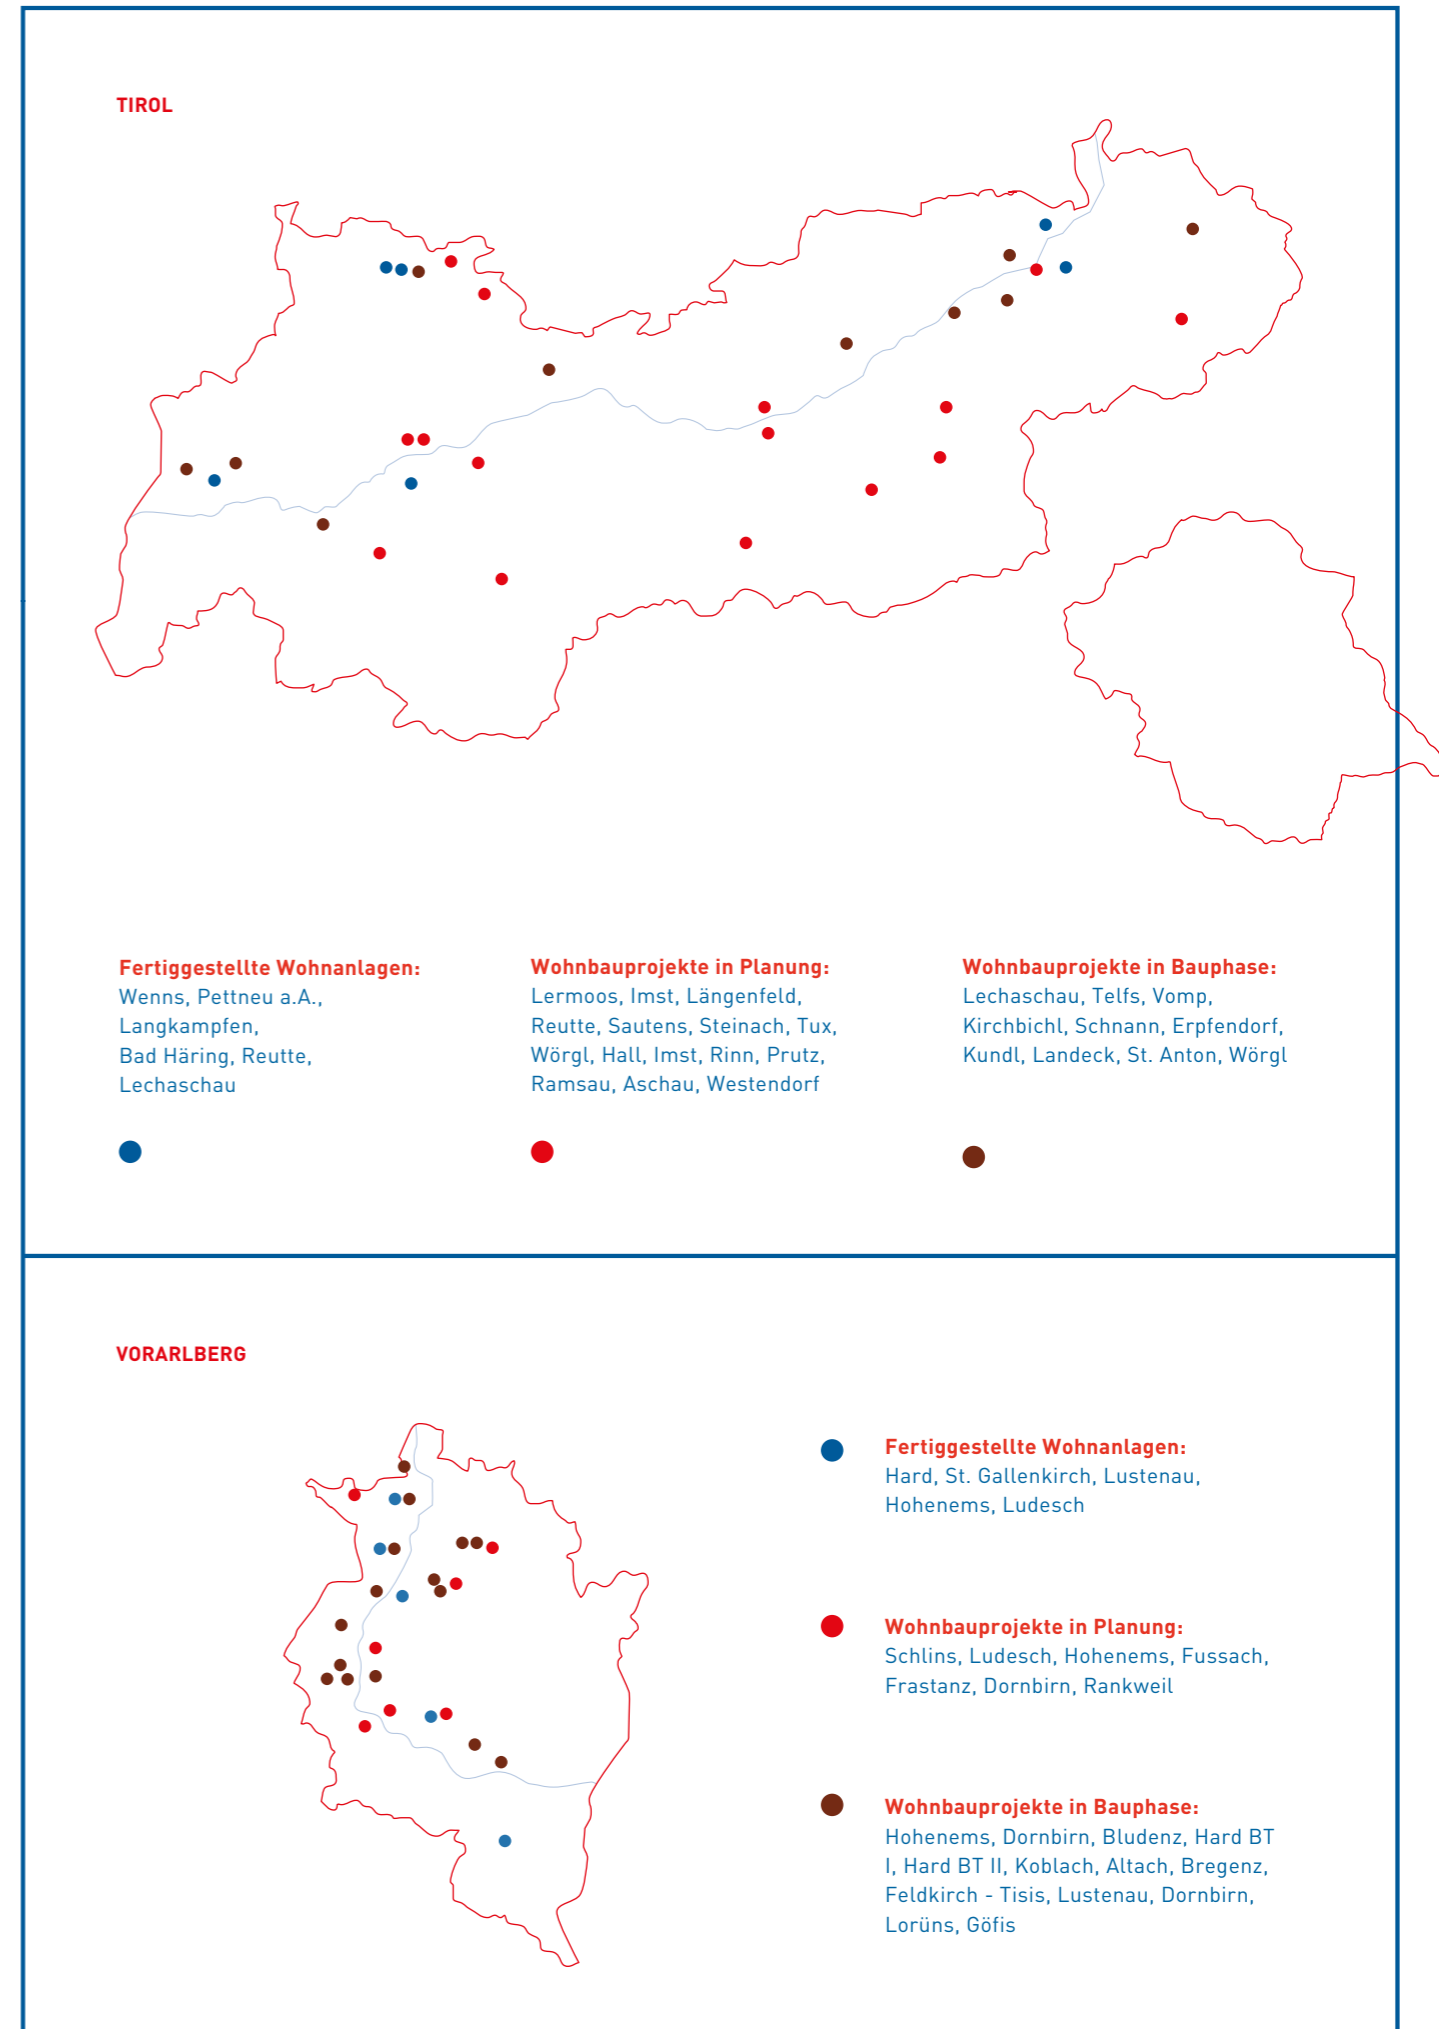 TIROL
Fertiggestellte Wohnanlagen:
Wenns, Pettneu a.A.,
Langkampfen,
Bad Häring, Reutte,
Lechaschau
Wohnbauprojekte in Planung:
Lermoos, Imst, Längenfeld,
Reutte, Sautens, Steinach, Tux,
Wörgl, Hall, Imst, Rinn, Prutz,
Ramsau, Aschau, Westendorf
Wohnbauprojekte in Bauphase:
Lechaschau, Telfs, Vomp,
Kirchbichl, Schnann, Erpfendorf,
Kundl, Landeck, St. Anton, Wörgl
VORARLBERG
Fertiggestellte Wohnanlagen:
Hard, St. Gallenkirch, Lustenau,
Hohenems, Ludesch
Wohnbauprojekte in Planung:
Schlins, Ludesch, Hohenems, Fussach,
Frastanz, Dornbirn, Rankweil
Wohnbauprojekte in Bauphase:
Hohenems, Dornbirn, Bludenz, Hard BT
I, Hard BT II, Koblach, Altach, Bregenz,
Feldkirch - Tisis, Lustenau, Dornbirn,
Lorüns, Göfis